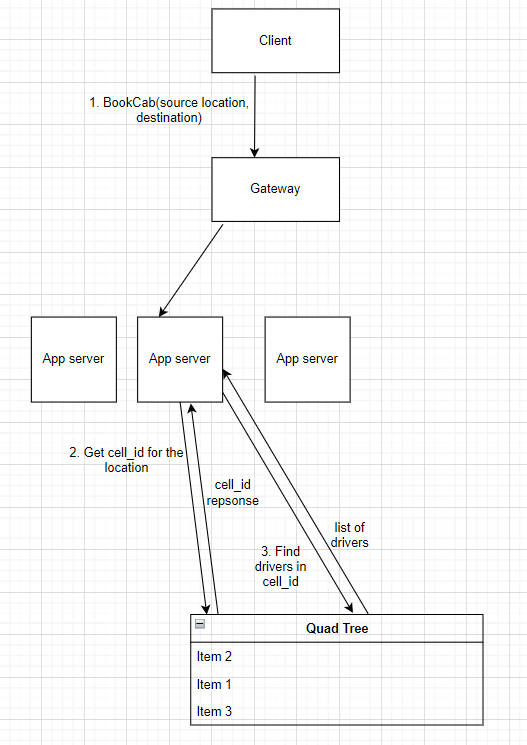 Client
1. BookCab(source location,
destination)
Gateway
App server
App server
App server
2. Get cell_id for the
location
cell_id
repsonse
list of
drivers
3. Find
drivers in
cell_id
Quad Tree
Item 2
Item 1
Item 3